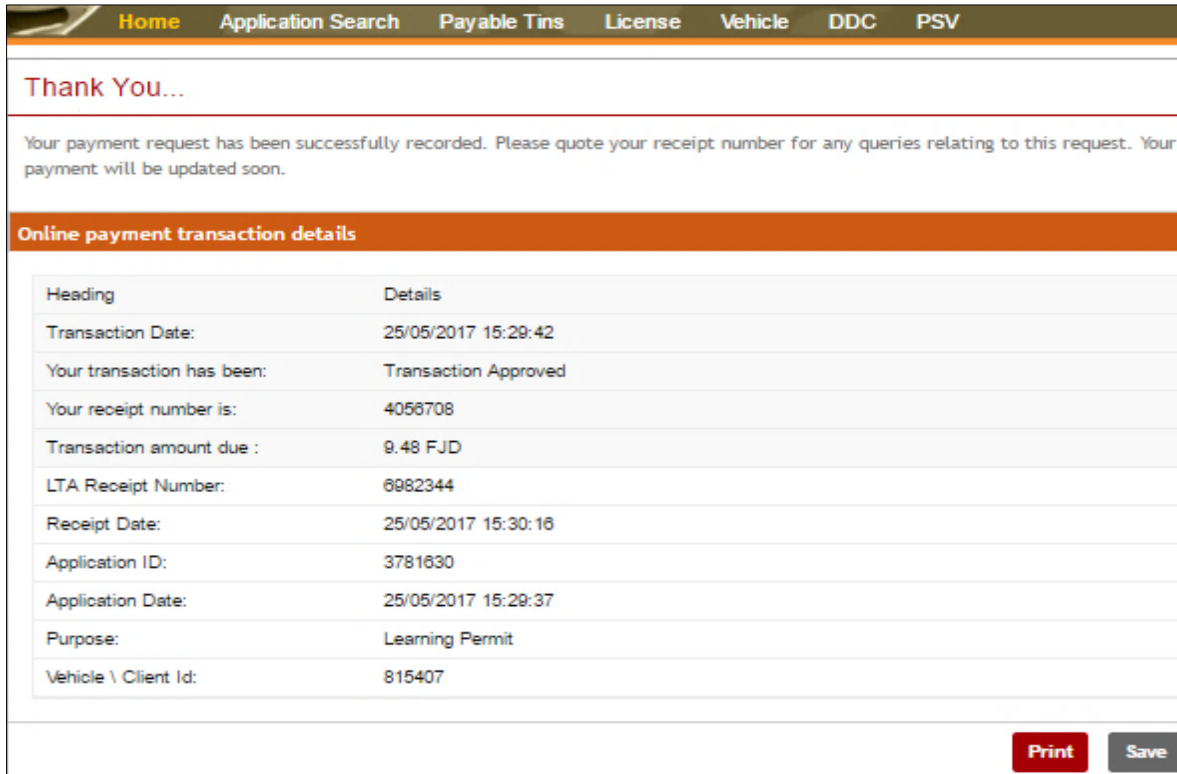 Home Application Search Payable Tins License Vehicle DDC PSV
Thank You...
Your payment request has been successfully recorded. Please quote your receipt number for any queries relating to this request. Your
payment will be updated soon.
Online payment transaction details
Heading Details
Transaction Date: 25/05/2017 15:29:42
Your transaction has been: Transaction Approved
Your receipt number is: 4056708
Transaction amount due : 9.48 FJD
LTA Receipt Number: 6982344
Receipt Date: 25/05/2017 15:30:16
Application ID: 3781630
Application Date: 25/05/2017 15:29:37
Purpose: Learning Permit
Vehicle \ Client Id: 815407
Print Save